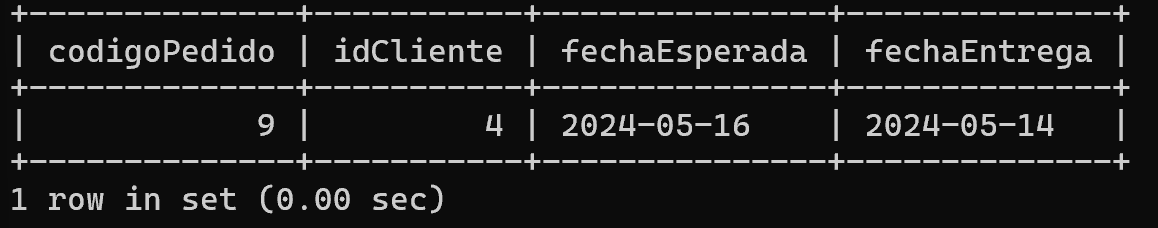 +--------------+-----------+---------------+--------------+
| codigoPedido | idCliente | fechaEsperada | fechaEntrega |
+--------------+-----------+---------------+--------------+
|            9 |         4 | 2024-05-16    | 2024-05-14   |
+--------------+-----------+---------------+--------------+
1 row in set (0.00 sec)